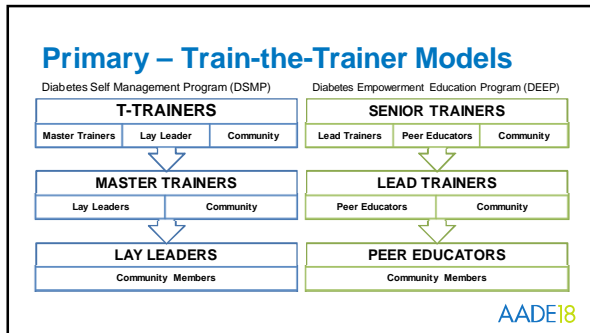 Primary – Train-the-Trainer Models
Diabetes Self Management Program (DSMP)
T-TRAINERS
Master Trainers Lay Leader Community
MASTER TRAINERS
Lay Leaders Community
LAY LEADERS
Community Members
Diabetes Empowerment Education Program (DEEP)
SENIOR TRAINERS
Lead Trainers Peer Educators Community
LEAD TRAINERS
Peer Educators Community
PEER EDUCATORS
Community Members
AADE18